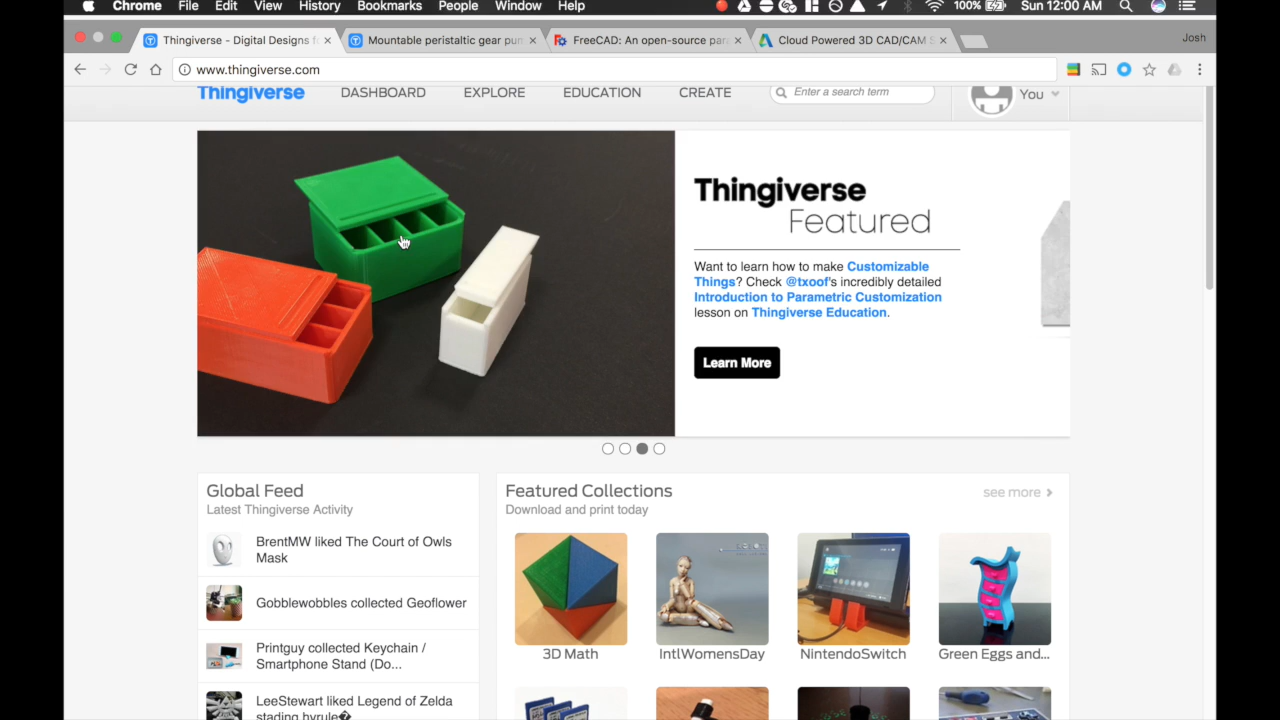 Chrome File Edit View History Bookmarks People Window Help 100% Sun 12:00 AM
Thingiverse - Digital Designs f Mountable peristaltic gear pum FreeCAD: An open-source para Cloud Powered 3D CAD/CAM S Josh
www.thingiverse.com
Thingiverse DASHBOARD EXPLORE EDUCATION CREATE Enter a search term You
Thingiverse
Featured
Want to learn how to make Customizable
Things? Check @txoof's incredibly detailed
Introduction to Parametric Customization
lesson on Thingiverse Education.
Learn More
Global Feed
Latest Thingiverse Activity
BrentMW liked The Court of Owls
Mask
Gobblewobbles collected Geoflower
Printguy collected Keychain /
Smartphone Stand (Do...
LeeStewart liked Legend of Zelda
stading hyrule�
Featured Collections
Download and print today
see more
3D Math IntlWomensDay NintendoSwitch Green Eggs and...